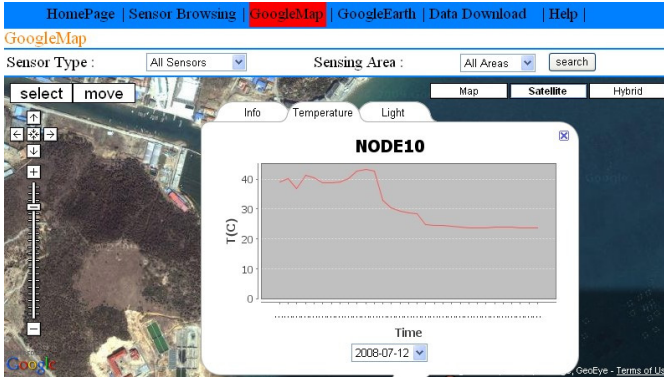 HomePage | Sensor Browsing | GoogleMap | GoogleEarth | Data Download | Help |
GoogleMap
Sensor Type : All Sensors Sensing Area : All Areas search
select move Map Satellite Hybrid
Info Temperature Light
NODE10
40
30
20
10
0
T(C)
Time
2008-07-12
Google
GeoEye - Terms of Us